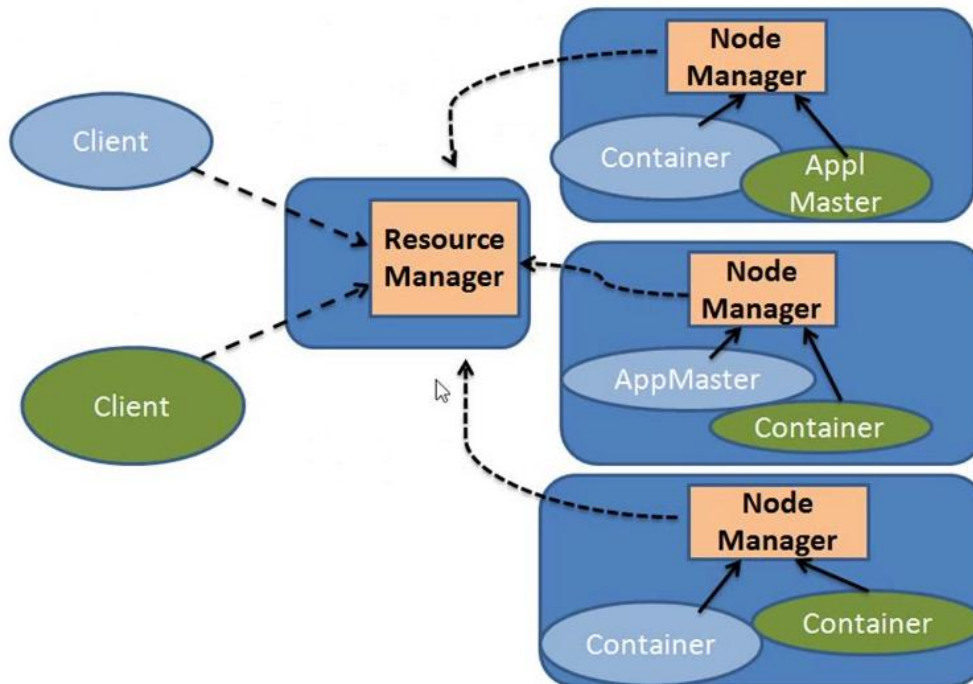 Client
Client
Resource
Manager
Node
Manager
Container
Appl
Master
Node
Manager
AppMaster
Container
Node
Manager
Container
Container